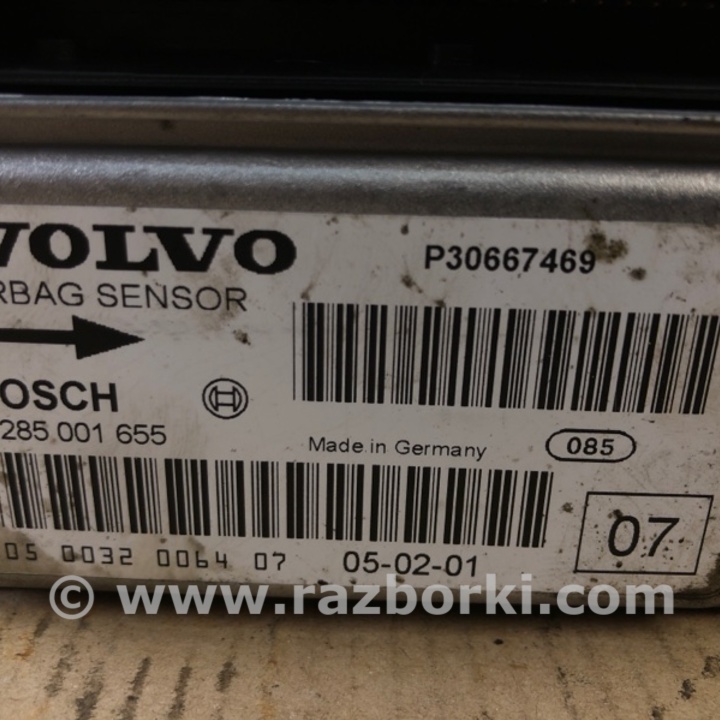 VOLVO
P30667469
RBAG SENSOR
OSCH
285 001 655
Made in Germany
085
07
05 0032 0064 07
05-02-01
© www.razborki.com